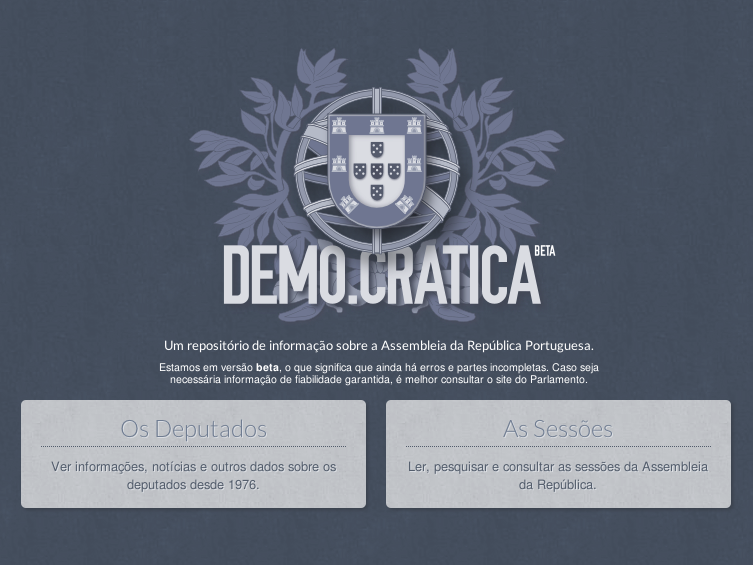 DEMO.CRATICA BETA
Um repositório de informação sobre a Assembleia da República Portuguesa.
Estamos em versão beta, o que significa que ainda há erros e partes incompletas. Caso seja
necessária informação de fiabilidade garantida, é melhor consultar o site do Parlamento.
Os Deputados
Ver informações, notícias e outros dados sobre os
deputados desde 1976.
As Sessões
Ler, pesquisar e consultar as sessões da Assembleia
da República.